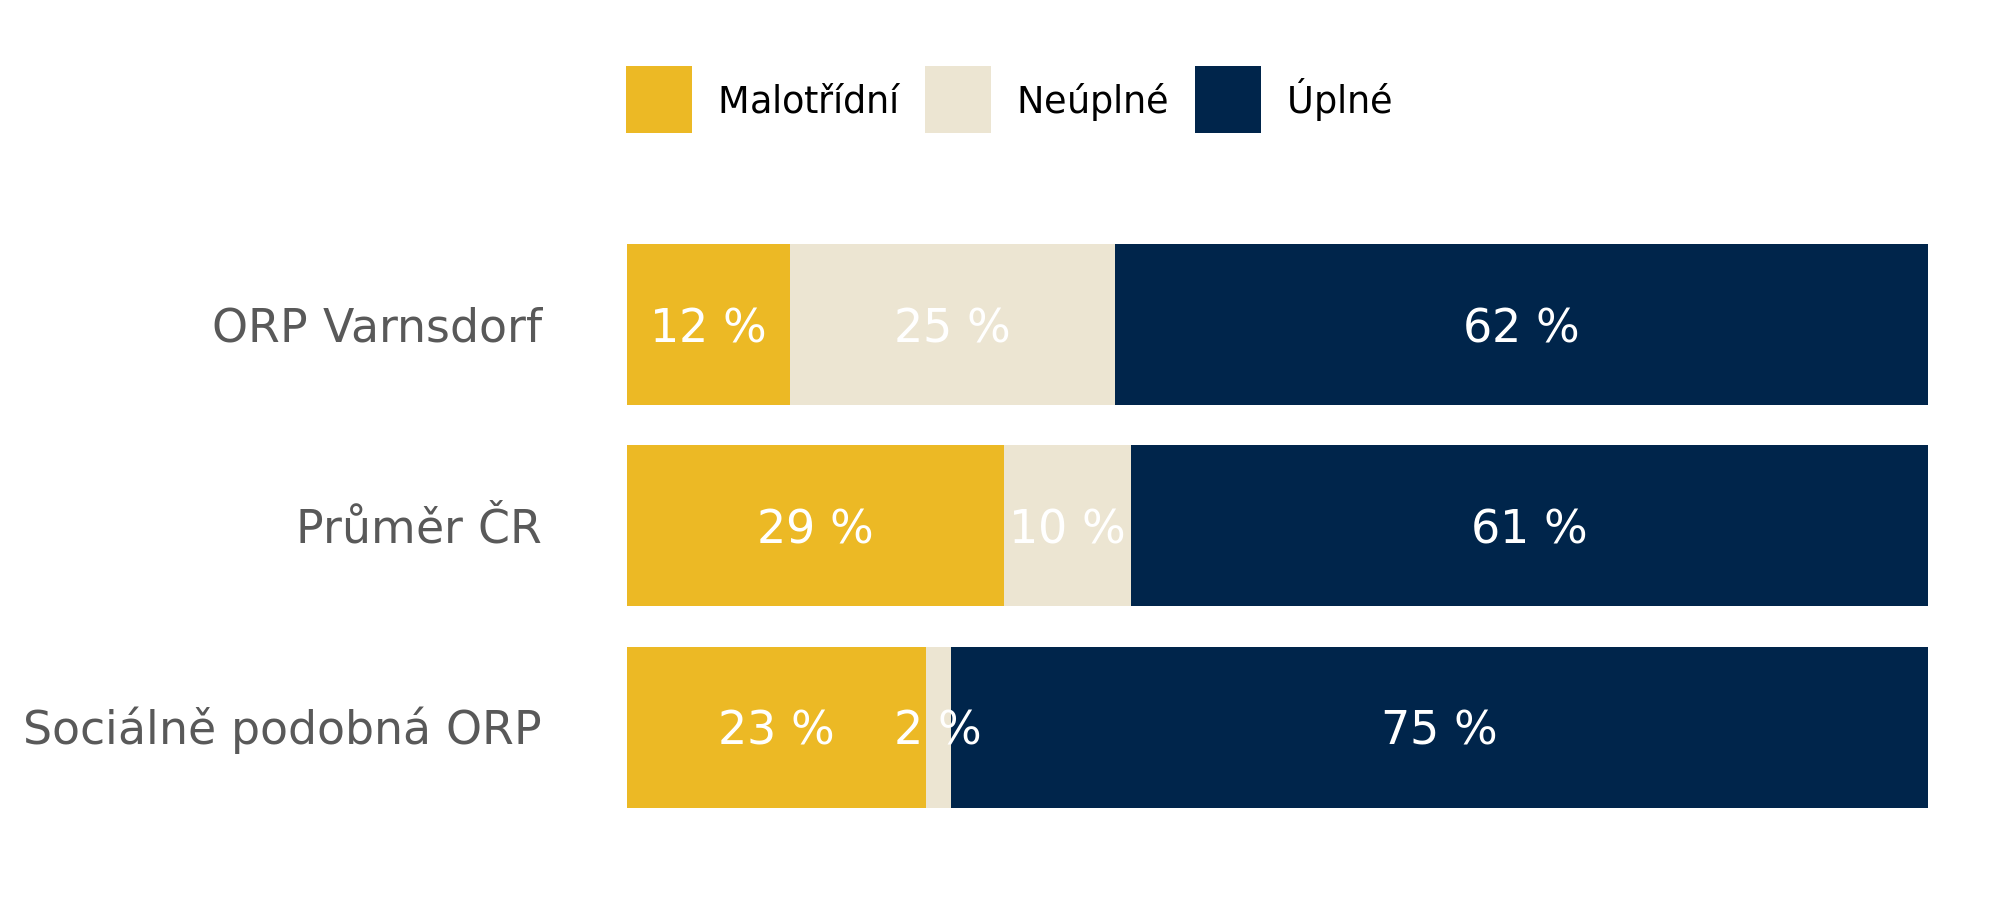 Malotřídní Neúplné Úplné
ORP Varnsdorf 12 % 25 % 62 %
Průměr ČR 29 % 10 % 61 %
Sociálně podobná ORP 23 % 2 % 75 %